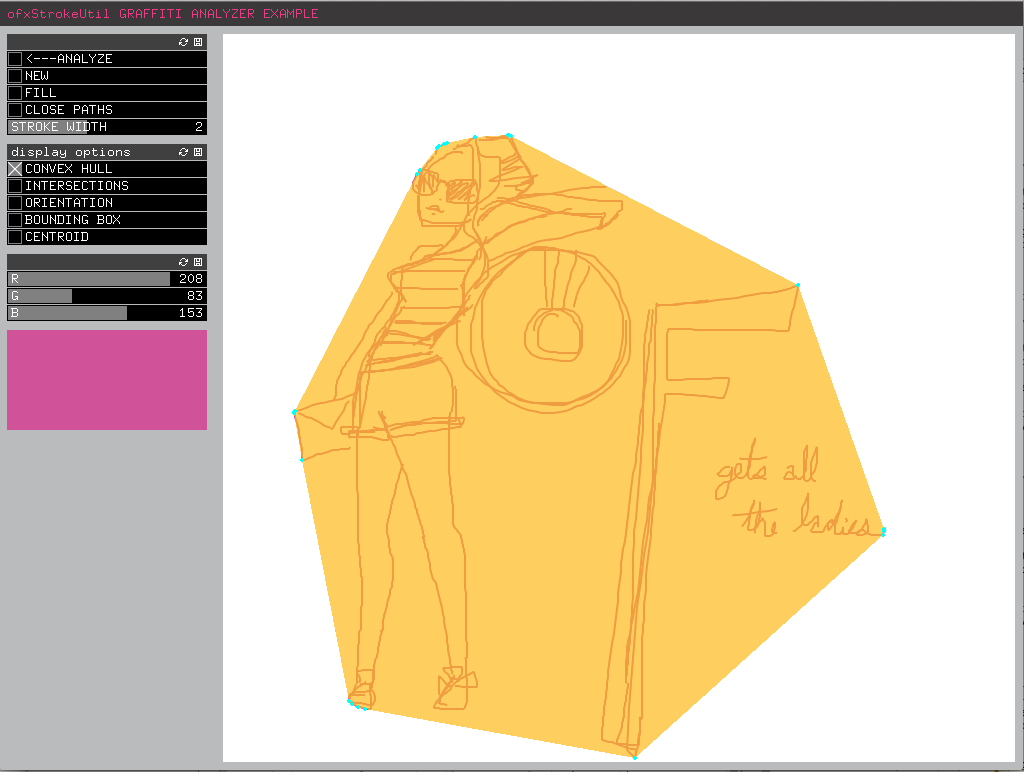 ofxStrokeUtil GRAFFITI ANALYZER EXAMPLE
<---ANALYZE
NEW
FILL
CLOSE PATHS
STROKE WIDTH 2
display options
CONVEX HULL
INTERSECTIONS
ORIENTATION
BOUNDING BOX
CENTROID
R 208
G 83
B 153
OF
gets all
the ladies